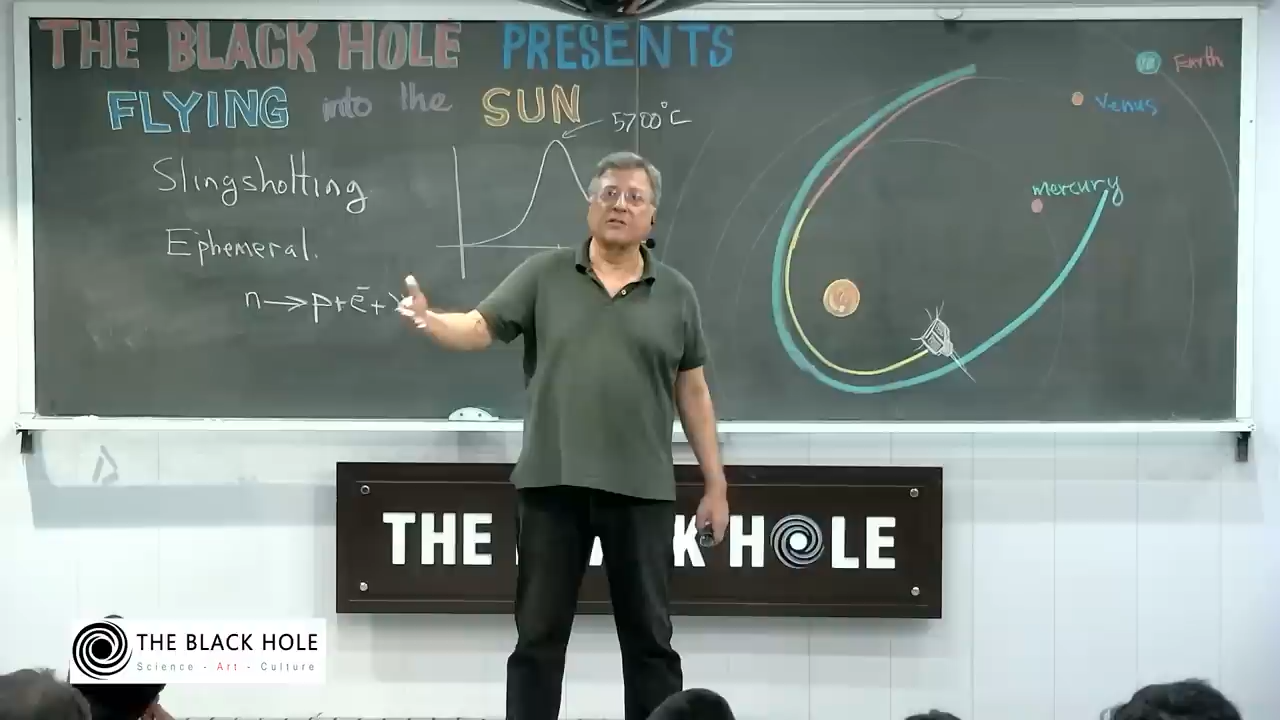 THE BLACK HOLE PRESENTS
FLYING into the SUN
5700°C
Slingshotting
Ephemeral.
n → p + e⁻ +
Earth
Venus
mercury
THE HOLE
THE BLACK HOLE
Science - Art - Culture